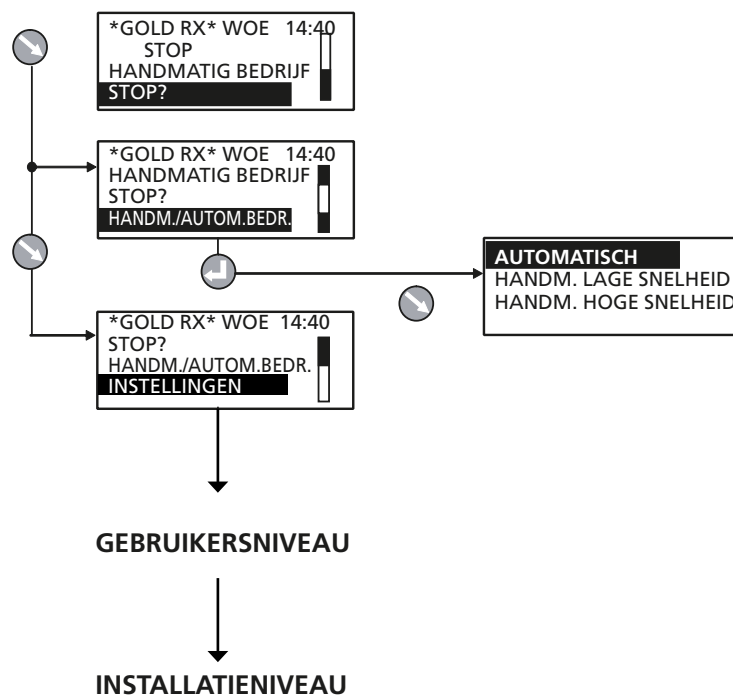 *GOLD RX* WOE 14:40
STOP
HANDMATIG BEDRIJF
STOP?
*GOLD RX* WOE 14:40
HANDMATIG BEDRIJF
STOP?
HANDM./AUTOM.BEDR.
AUTOMATISCH
HANDM. LAGE SNELHEID
HANDM. HOGE SNELHEID
*GOLD RX* WOE 14:40
STOP?
HANDM./AUTOM.BEDR.
INSTELLINGEN
GEBRUIKERSNIVEAU
INSTALLATIENIVEAU